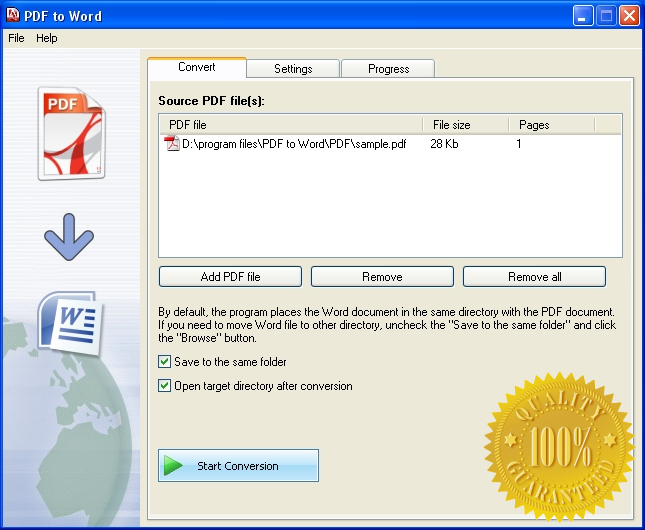 PDF to Word
File Help
PDF
W
Convert Settings Progress
Source PDF file(s):
PDF file File size Pages
D:\program files\PDF to Word\PDF\sample.pdf 28 Kb 1
Add PDF file Remove Remove all
By default, the program places the Word document in the same directory with the PDF document.
If you need to move Word file to other directory, uncheck the "Save to the same folder" and click
the "Browse" button.
Save to the same folder
Open target directory after conversion
Start Conversion
QUALITY
100%
GUARANTEED